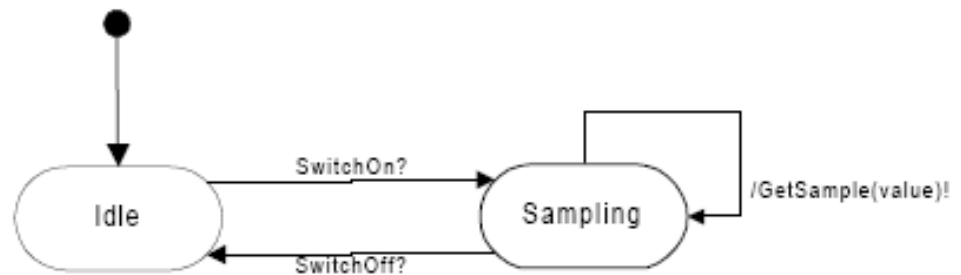 SwitchOn?
/GetSample(value)!
Idle
Sampling
SwitchOff?